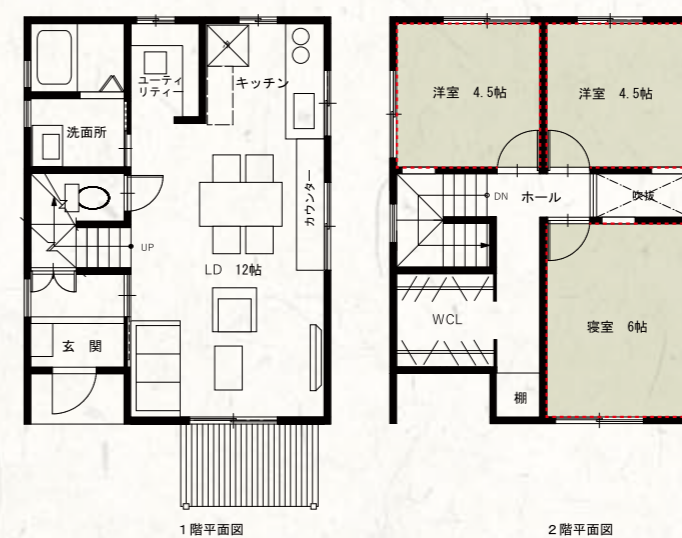 ユーティ
リティー
キッチン
洗面所
カウンター
UP
LD 12帖
玄 関
1階平面図
洋室 4.5帖
洋室 4.5帖
DN
ホール
吹抜
WCL
寝室 6帖
棚
2階平面図